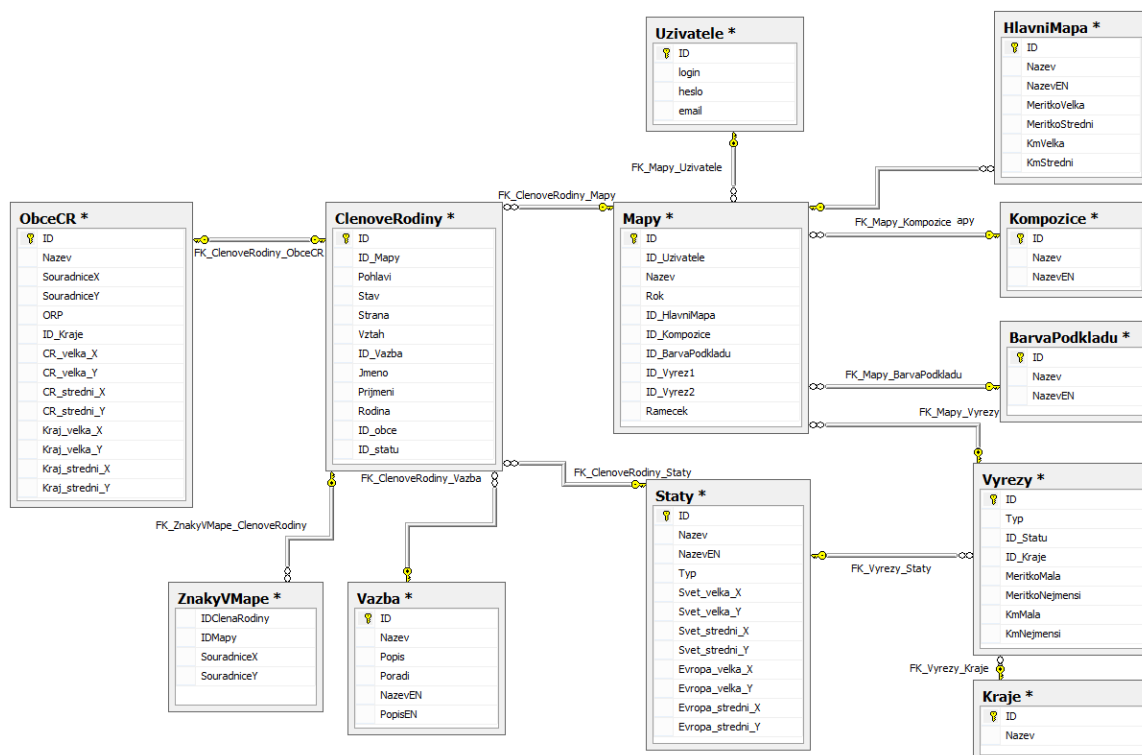 Uzivatele *
ID
login
heslo
email
HlavniMapa *
ID
Nazev
NazevEN
MeritkoVelka
MeritkoStredni
KmVelka
KmStredni
FK_Mapy_Uzivatele
FK_ClenoveRodiny_Mapy
ObceCR *
ID
Nazev
SouradniceX
SouradniceY
ORP
ID_Kraje
CR_velka_X
CR_velka_Y
CR_stredni_X
CR_stredni_Y
Kraj_velka_X
Kraj_velka_Y
Kraj_stredni_X
Kraj_stredni_Y
FK_ClenoveRodiny_ObceCR
ClenoveRodiny *
ID
ID_Mapy
Pohlavi
Stav
Strana
Vztah
ID_Vazba
Jmeno
Prijmeni
Rodina
ID_obce
ID_statu
Mapy *
ID
ID_Uzivatele
Nazev
Rok
ID_HlavniMapa
ID_Kompozice
ID_BarvaPodkladu
ID_Vyrez1
ID_Vyrez2
Ramecek
FK_Mapy_Kompozice
apy
Kompozice *
ID
Nazev
NazevEN
FK_Mapy_BarvaPodkladu
BarvaPodkladu *
ID
Nazev
NazevEN
FK_Mapy_Vyrezy
FK_ClenoveRodiny_Vazba
FK_ClenoveRodiny_Staty
FK_ZnakyVMape_ClenoveRodiny
Staty *
ID
Nazev
NazevEN
Typ
Svet_velka_X
Svet_velka_Y
Svet_stredni_X
Svet_stredni_Y
Evropa_velka_X
Evropa_velka_Y
Evropa_stredni_X
Evropa_stredni_Y
FK_Vyrezy_Staty
Vyrezy *
ID
Typ
ID_Statu
ID_Kraje
MeritkoMala
MeritkoNejmensi
KmMala
KmNejmensi
ZnakyVMape *
IDClenaRodiny
IDMapy
SouradniceX
SouradniceY
Vazba *
ID
Nazev
Popis
Poradi
NazevEN
PopisEN
FK_Vyrezy_Kraje
Kraje *
ID
Nazev